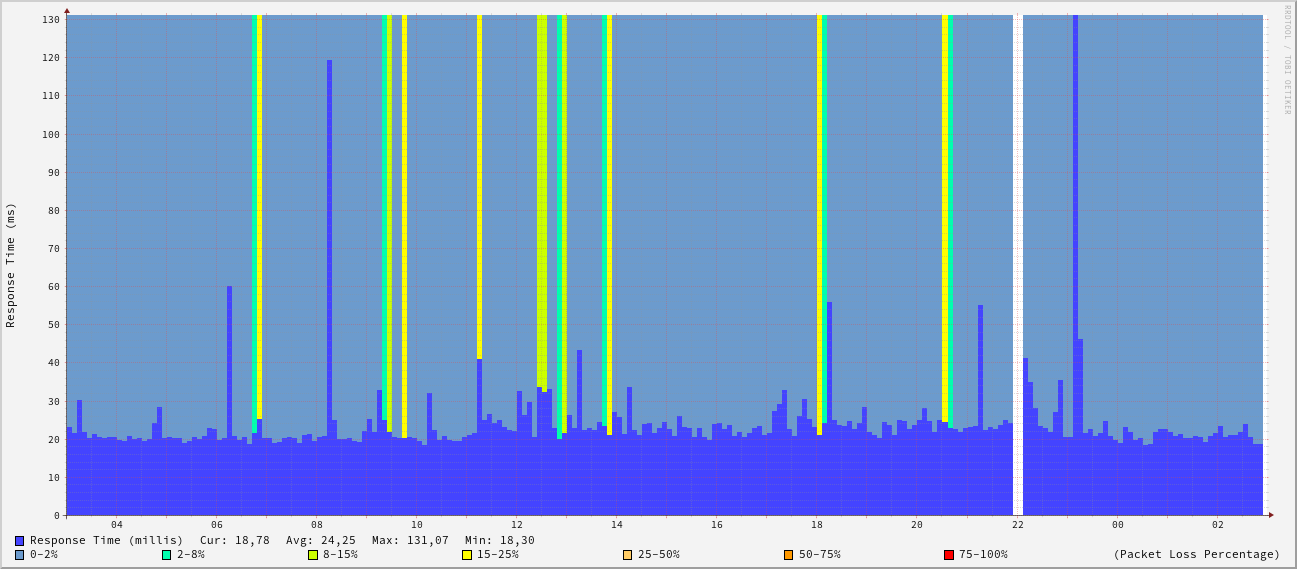 RRDTOOL / TOBI OETIKER
Response Time (ms)
130
120
110
100
90
80
70
60
50
40
30
20
10
0
04 06 08 10 12 14 16 18 20 22 00 02
Response Time (millis) Cur: 18,78 Avg: 24,25 Max: 131,07 Min: 18,30
0-2% 2-8% 8-15% 15-25% 25-50% 50-75% 75-100% (Packet Loss Percentage)